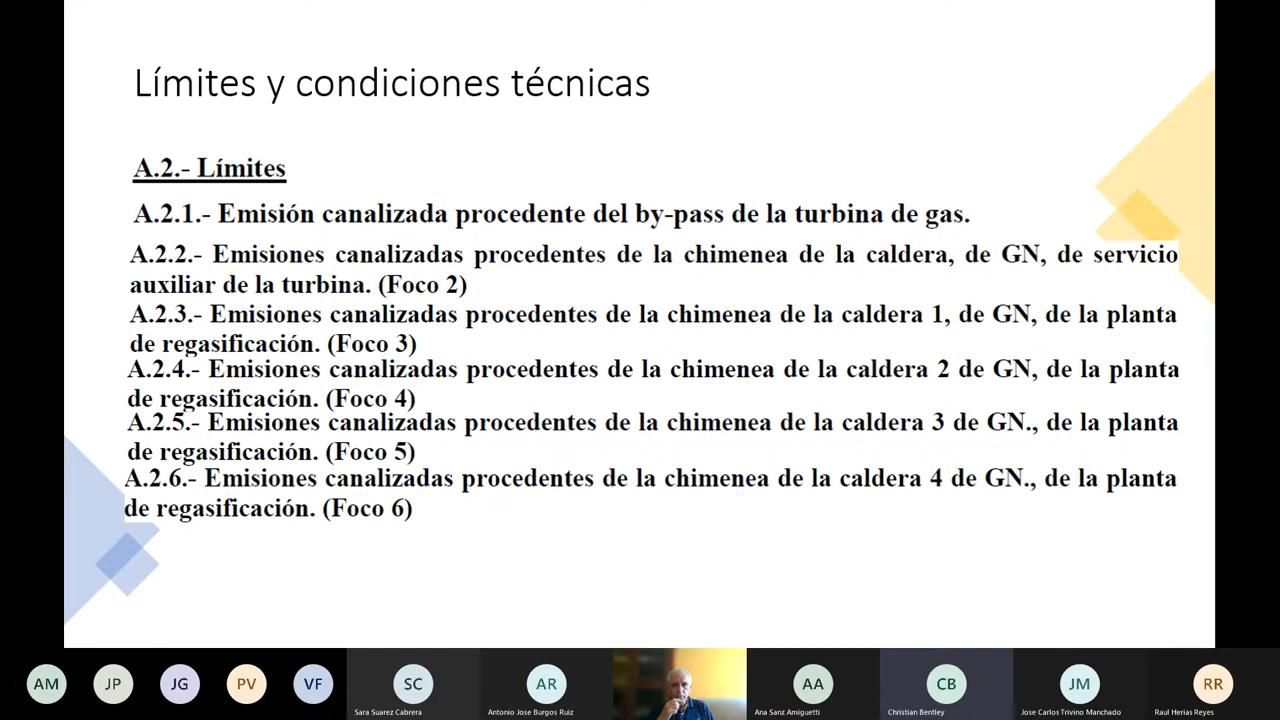 Límites y condiciones técnicas
A.2.- Límites
A.2.1.- Emisión canalizada procedente del by-pass de la turbina de gas.
A.2.2.- Emisiones canalizadas procedentes de la chimenea de la caldera, de GN, de servicio
auxiliar de la turbina. (Foco 2)
A.2.3.- Emisiones canalizadas procedentes de la chimenea de la caldera 1, de GN, de la planta
de regasificación. (Foco 3)
A.2.4.- Emisiones canalizadas procedentes de la chimenea de la caldera 2 de GN, de la planta
de regasificación. (Foco 4)
A.2.5.- Emisiones canalizadas procedentes de la chimenea de la caldera 3 de GN., de la planta
de regasificación. (Foco 5)
A.2.6.- Emisiones canalizadas procedentes de la chimenea de la caldera 4 de GN., de la planta
de regasificación. (Foco 6)
AM JP JG PV VF SC AR AA CB JM RR
Sara Suarez Cabrera Antonio Jose Burgos Ruiz Ana Sanz Amiguetti Christian Bentley Jose Carlos Trivino Manchado Raul Herias Reyes